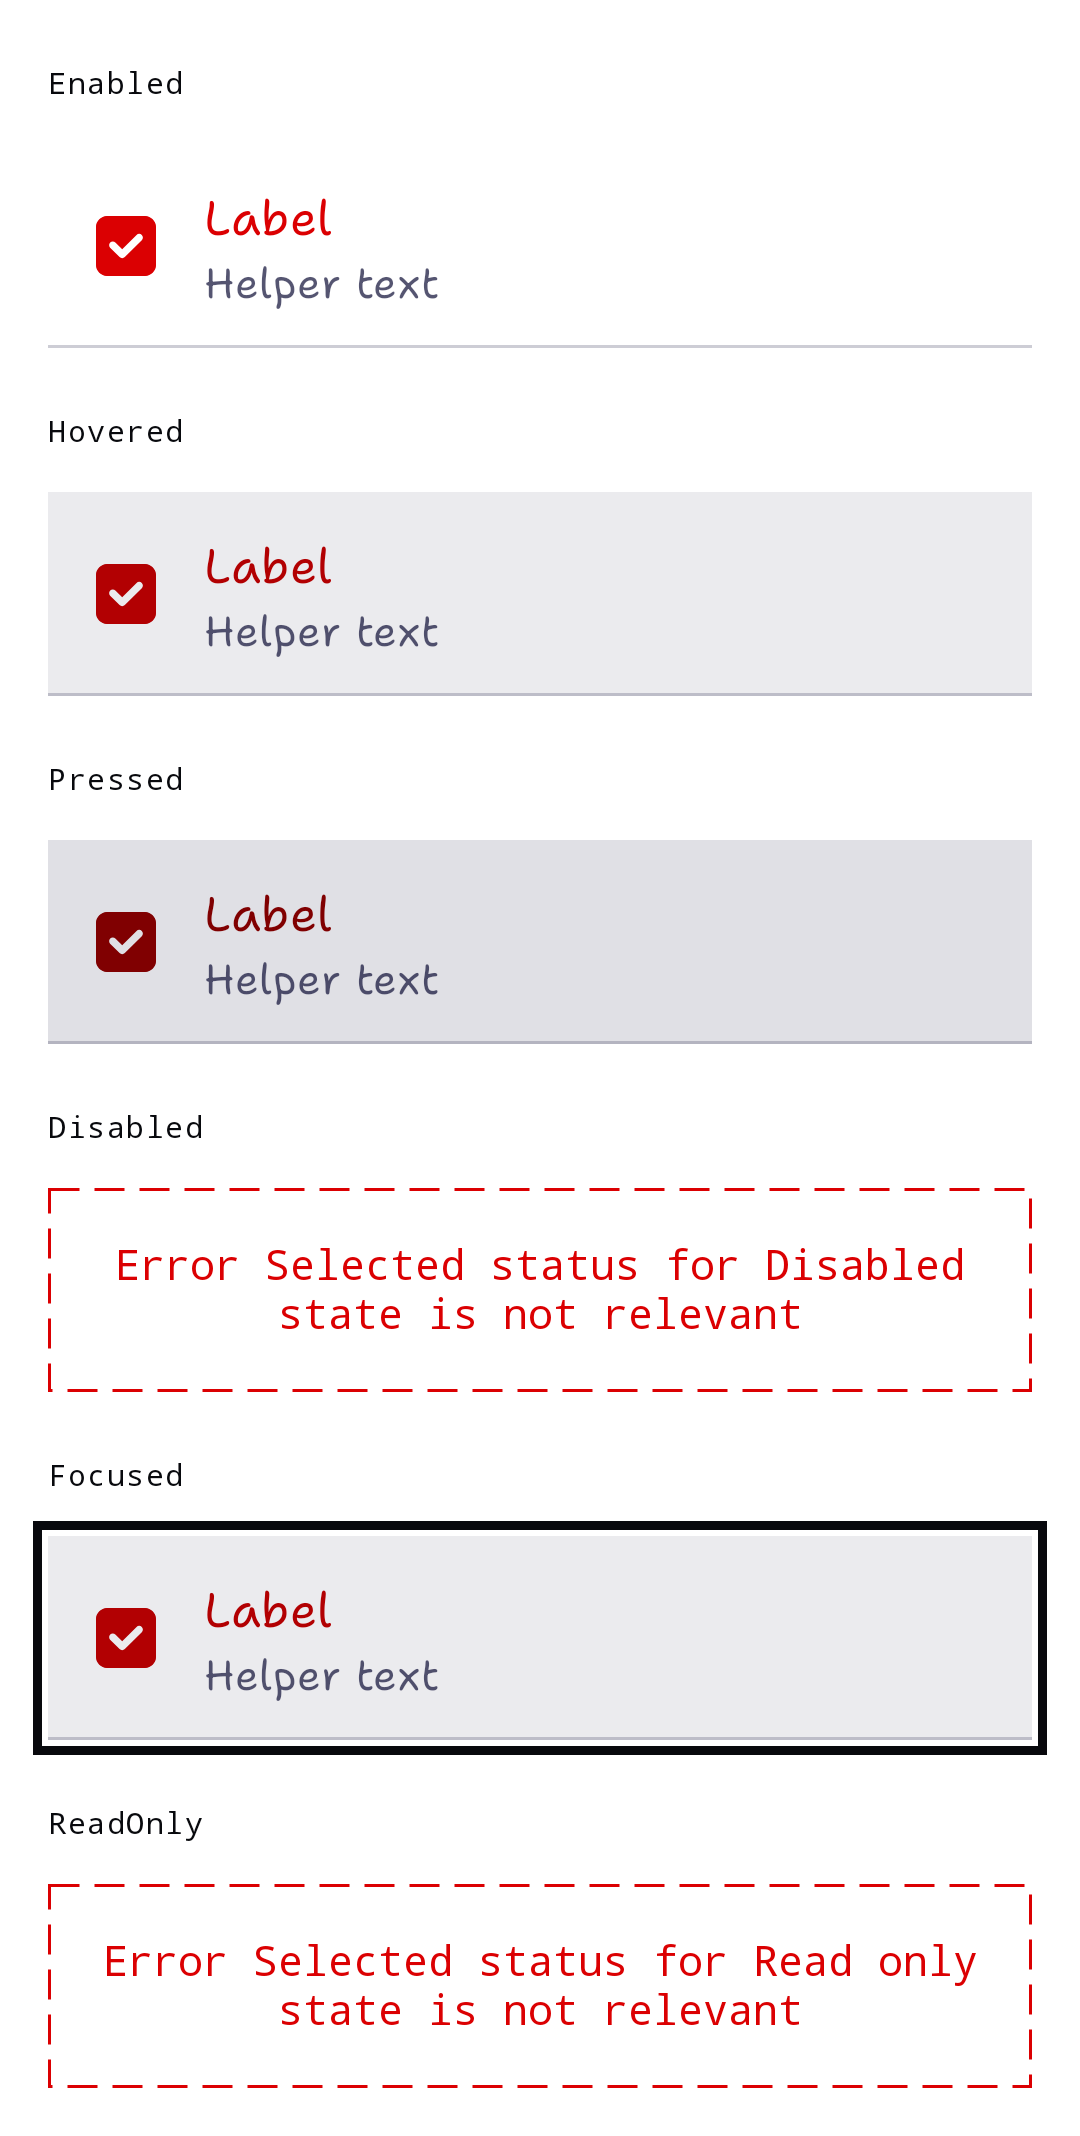 Enabled
Label
Helper text
Hovered
Label
Helper text
Pressed
Label
Helper text
Disabled
Error Selected status for Disabled
state is not relevant
Focused
Label
Helper text
ReadOnly
Error Selected status for Read only
state is not relevant